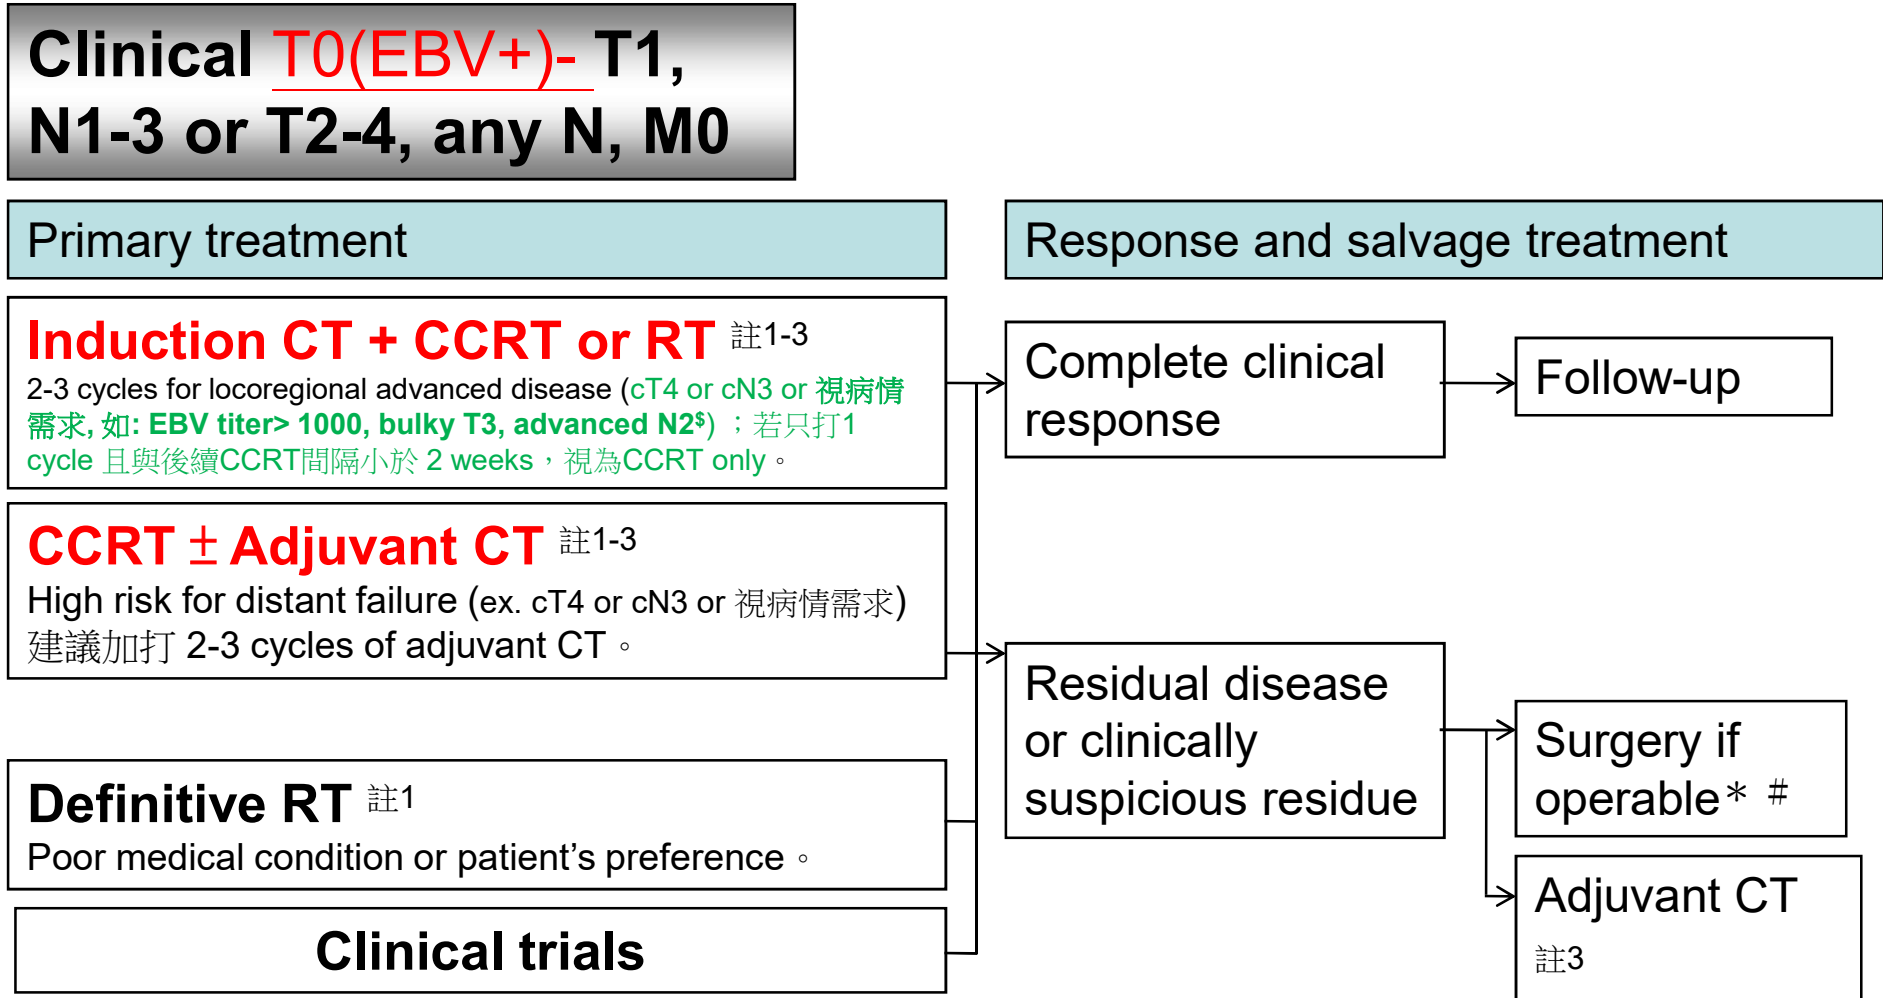 Clinical T0(EBV+)- T1,
N1-3 or T2-4, any N, M0
Primary treatment
Response and salvage treatment
Induction CT + CCRT or RT 註1-3
2-3 cycles for locoregional advanced disease (cT4 or cN3 or 視病情
需求, 如: EBV titer> 1000, bulky T3, advanced N2$) ；若只打1
cycle 且與後續CCRT間隔小於 2 weeks，視為CCRT only。
CCRT ± Adjuvant CT 註1-3
High risk for distant failure (ex. cT4 or cN3 or 視病情需求)
建議加打 2-3 cycles of adjuvant CT。
Definitive RT 註1
Poor medical condition or patient’s preference。
Clinical trials
Complete clinical
response
Follow-up
Residual disease
or clinically
suspicious residue
Surgery if
operable＊ ＃
Adjuvant CT
註3